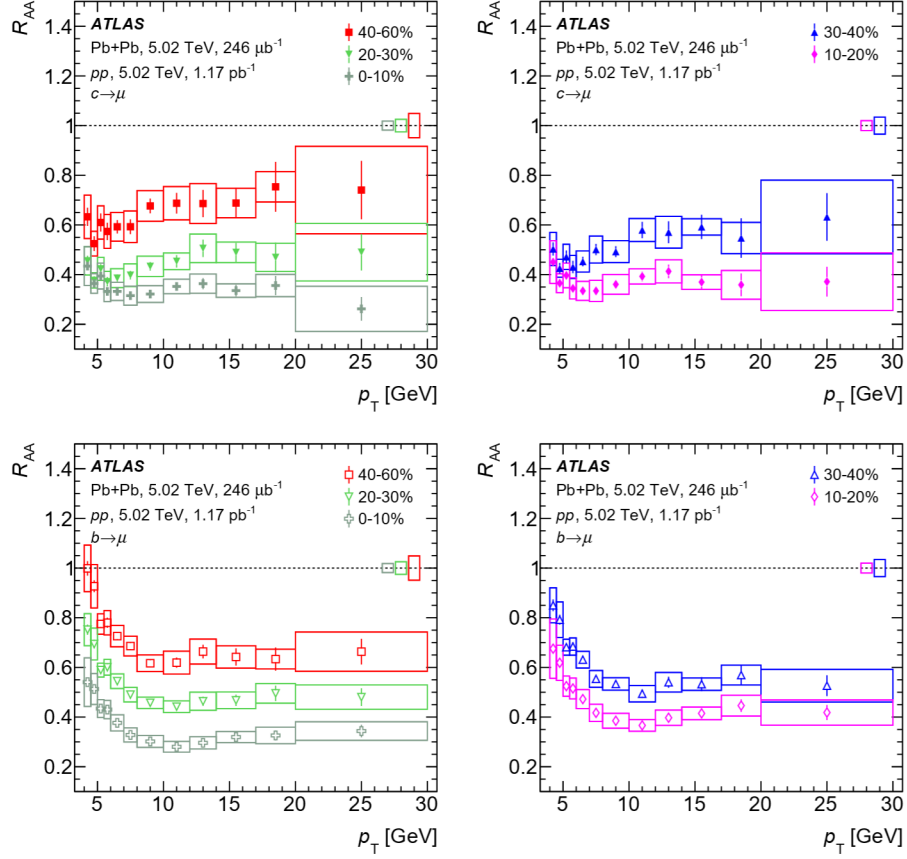 R_AA
1.4
1.2
1
0.8
0.6
0.4
0.2
ATLAS
Pb+Pb, 5.02 TeV, 246 μb⁻¹
pp, 5.02 TeV, 1.17 pb⁻¹
c→μ
40-60%
20-30%
0-10%
5 10 15 20 25 30
p_T [GeV]
R_AA
1.4
1.2
1
0.8
0.6
0.4
0.2
ATLAS
Pb+Pb, 5.02 TeV, 246 μb⁻¹
pp, 5.02 TeV, 1.17 pb⁻¹
c→μ
30-40%
10-20%
5 10 15 20 25 30
p_T [GeV]
R_AA
1.4
1.2
1
0.8
0.6
0.4
0.2
ATLAS
Pb+Pb, 5.02 TeV, 246 μb⁻¹
pp, 5.02 TeV, 1.17 pb⁻¹
b→μ
40-60%
20-30%
0-10%
5 10 15 20 25 30
p_T [GeV]
R_AA
1.4
1.2
1
0.8
0.6
0.4
0.2
ATLAS
Pb+Pb, 5.02 TeV, 246 μb⁻¹
pp, 5.02 TeV, 1.17 pb⁻¹
b→μ
30-40%
10-20%
5 10 15 20 25 30
p_T [GeV]